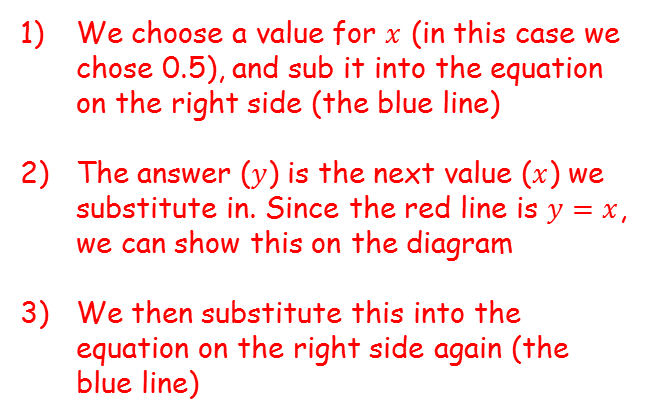 1) We choose a value for x (in this case we
chose 0.5), and sub it into the equation
on the right side (the blue line)
2) The answer (y) is the next value (x) we
substitute in. Since the red line is y = x,
we can show this on the diagram
3) We then substitute this into the
equation on the right side again (the
blue line)